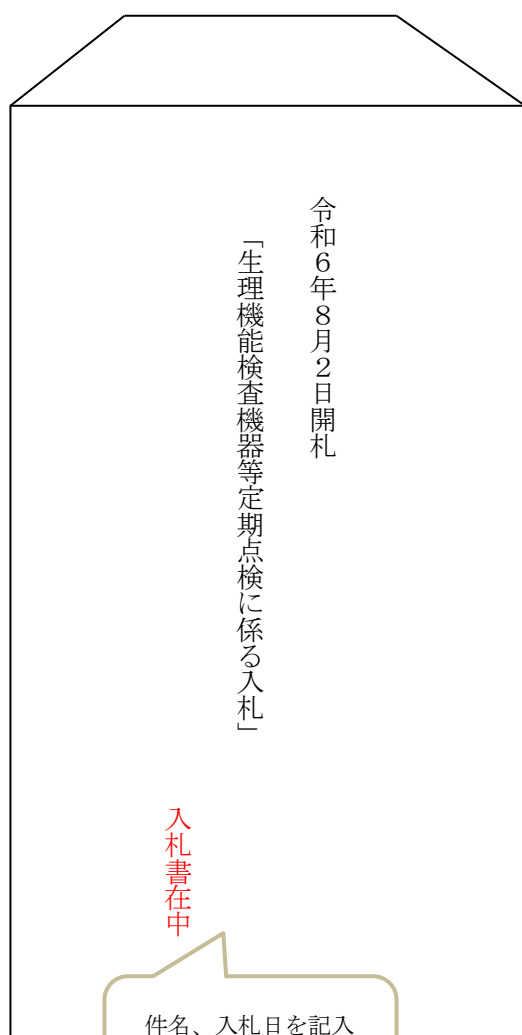 令和６年８月２日開札
「生理機能検査機器等定期点検に係る入札」
入札書在中
件名、入札日を記入